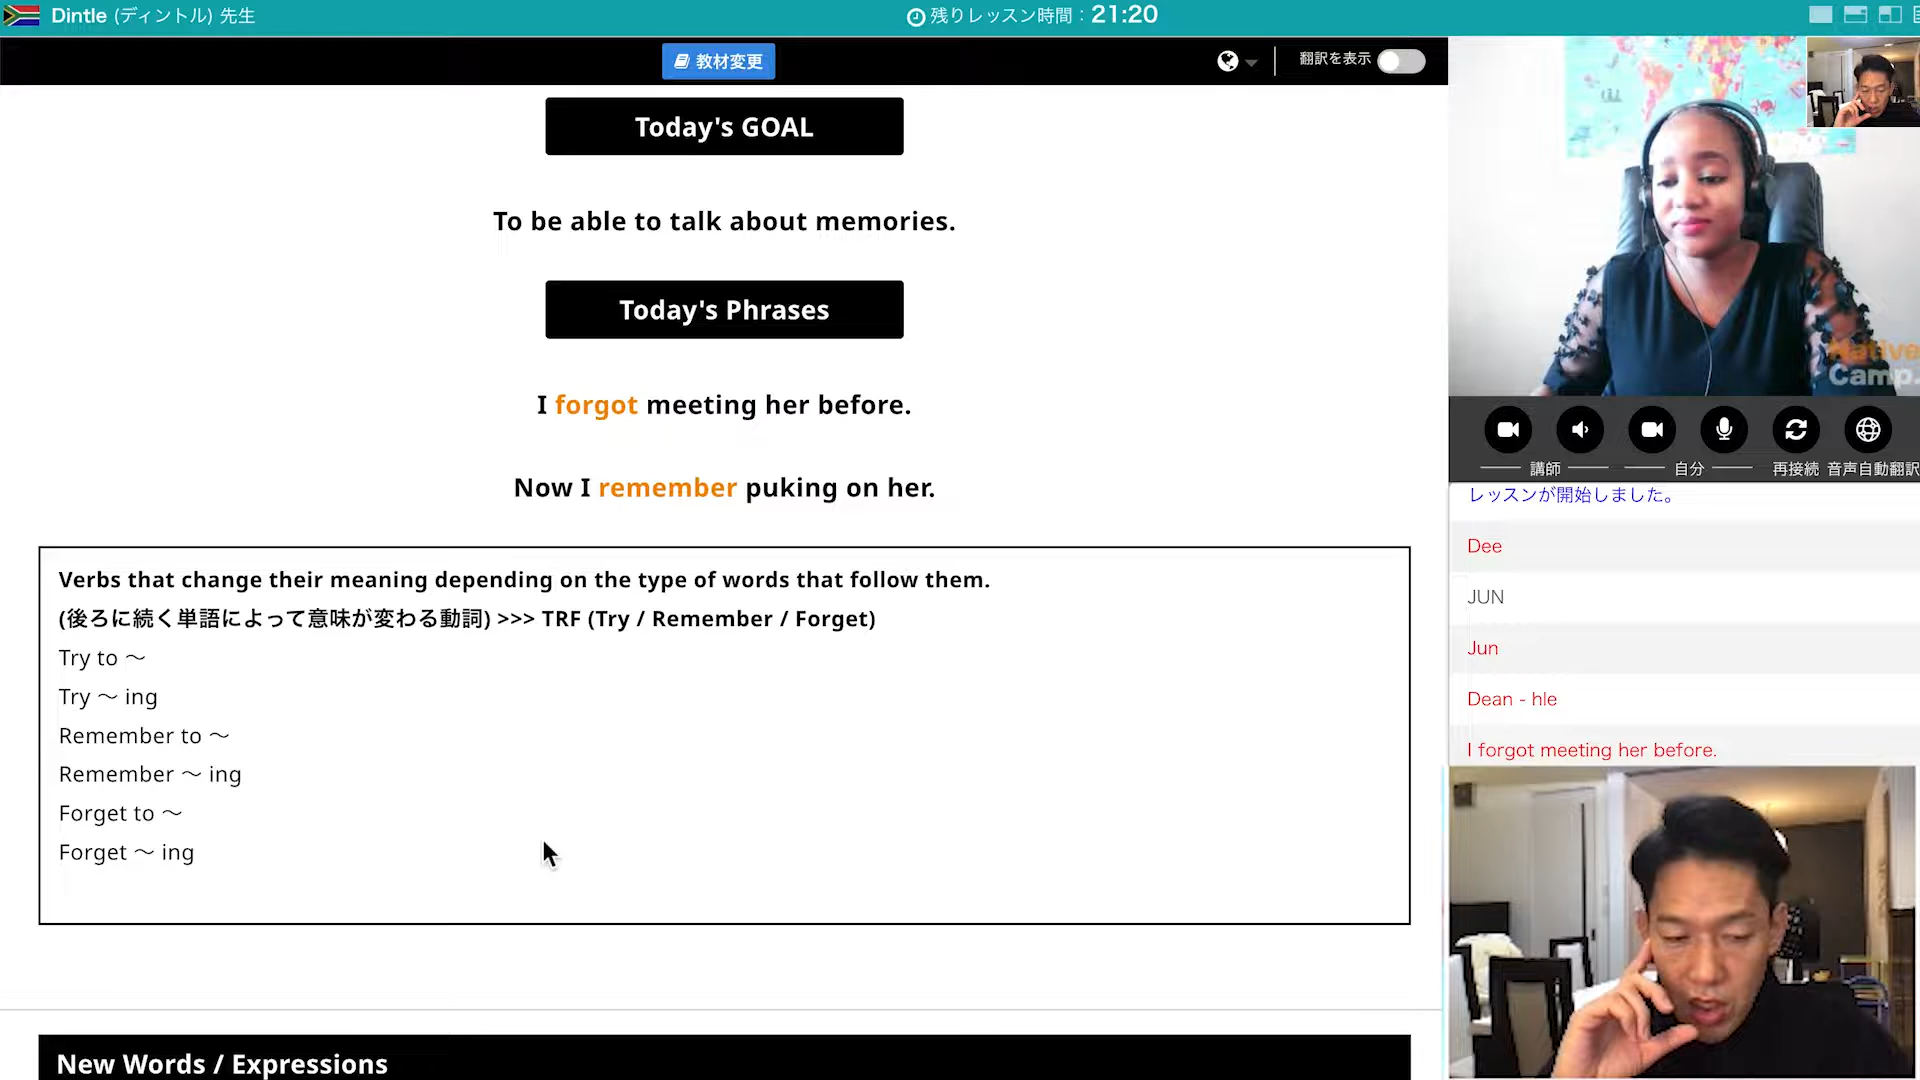 Dintle (ディントル) 先生
残りレッスン時間：21:20
教材変更
翻訳を表示
Today's GOAL
To be able to talk about memories.
Today's Phrases
I forgot meeting her before.
Now I remember puking on her.
Verbs that change their meaning depending on the type of words that follow them.
(後ろに続く単語によって意味が変わる動詞) >>> TRF (Try / Remember / Forget)
Try to ～
Try ～ ing
Remember to ～
Remember ～ ing
Forget to ～
Forget ～ ing
New Words / Expressions
Native
Camp.
講師
自分
再接続
音声自動翻訳
レッスンが開始しました。
Dee
JUN
Jun
Dean - hle
I forgot meeting her before.